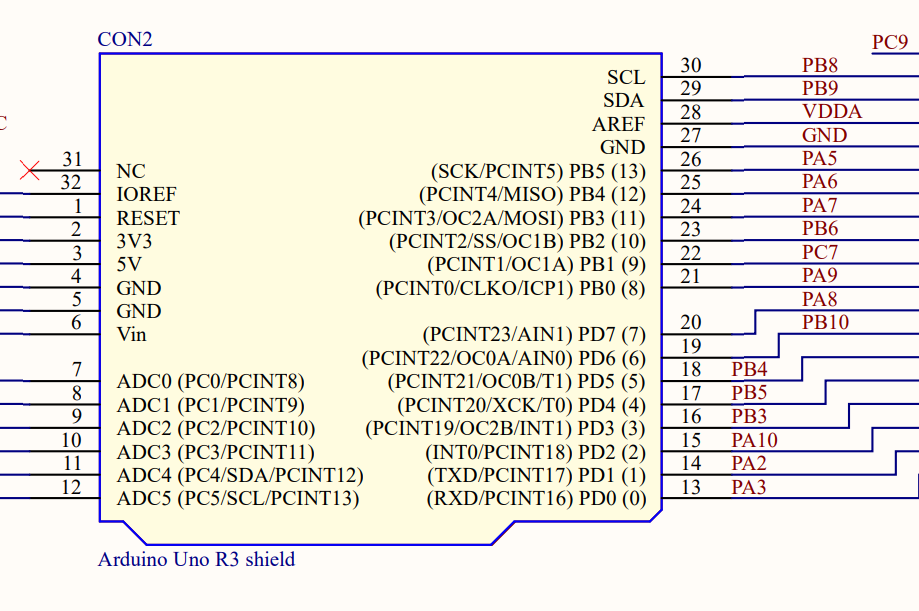 CON2
PC9
C
SCL 30 PB8
SDA 29 PB9
AREF 28 VDDA
GND 27 GND
31 NC (SCK/PCINT5) PB5 (13) 26 PA5
32 IOREF (PCINT4/MISO) PB4 (12) 25 PA6
1 RESET (PCINT3/OC2A/MOSI) PB3 (11) 24 PA7
2 3V3 (PCINT2/SS/OC1B) PB2 (10) 23 PB6
3 5V (PCINT1/OC1A) PB1 (9) 22 PC7
4 GND (PCINT0/CLKO/ICP1) PB0 (8) 21 PA9
5 GND PA8
6 Vin (PCINT23/AIN1) PD7 (7) 20 PB10
(PCINT22/OC0A/AIN0) PD6 (6) 19
7 ADC0 (PC0/PCINT8) (PCINT21/OC0B/T1) PD5 (5) 18 PB4
8 ADC1 (PC1/PCINT9) (PCINT20/XCK/T0) PD4 (4) 17 PB5
9 ADC2 (PC2/PCINT10) (PCINT19/OC2B/INT1) PD3 (3) 16 PB3
10 ADC3 (PC3/PCINT11) (INT0/PCINT18) PD2 (2) 15 PA10
11 ADC4 (PC4/SDA/PCINT12) (TXD/PCINT17) PD1 (1) 14 PA2
12 ADC5 (PC5/SCL/PCINT13) (RXD/PCINT16) PD0 (0) 13 PA3
Arduino Uno R3 shield